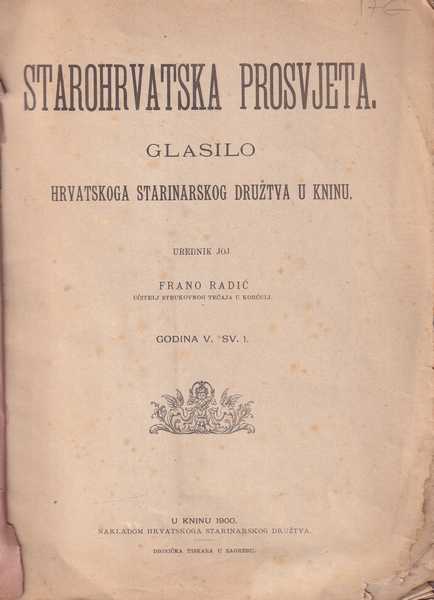 STAROHRVATSKA PROSVJETA.
GLASILO
HRVATSKOGA STARINARSKOG DRUŽTVA U KNINU.
UREDNIK JOJ
FRANO RADIĆ
UČITELJ STRUKOVNOG TEČAJA U KORČULI.
GODINA V. SV. 1.
U KNINU 1900.
NAKLADOM HRVATSKOGA STARINARSKOG DRUŽTVA.
DIONIČKA TISKARA U ZAGREBU.